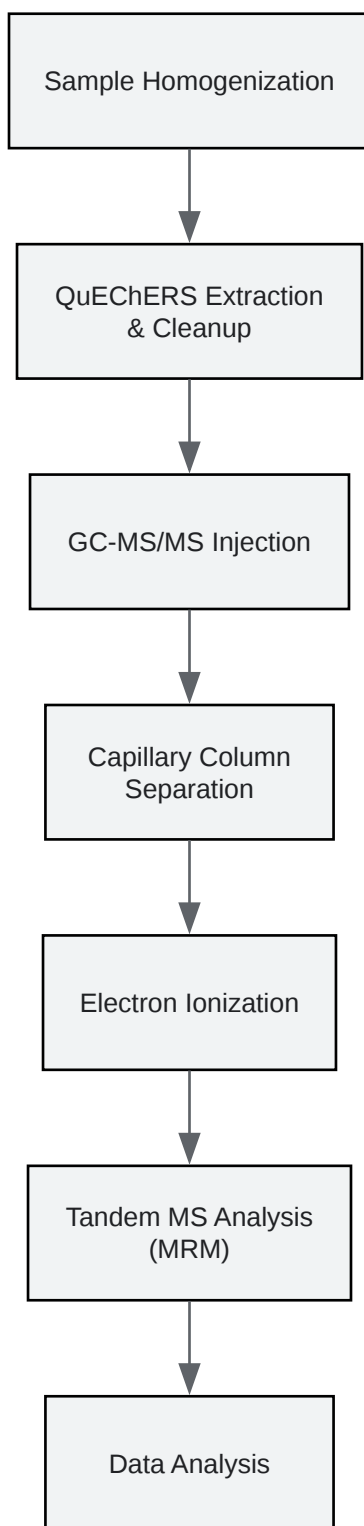 Sample Homogenization
QuEChERS Extraction
& Cleanup
GC-MS/MS Injection
Capillary Column
Separation
Electron Ionization
Tandem MS Analysis
(MRM)
Data Analysis